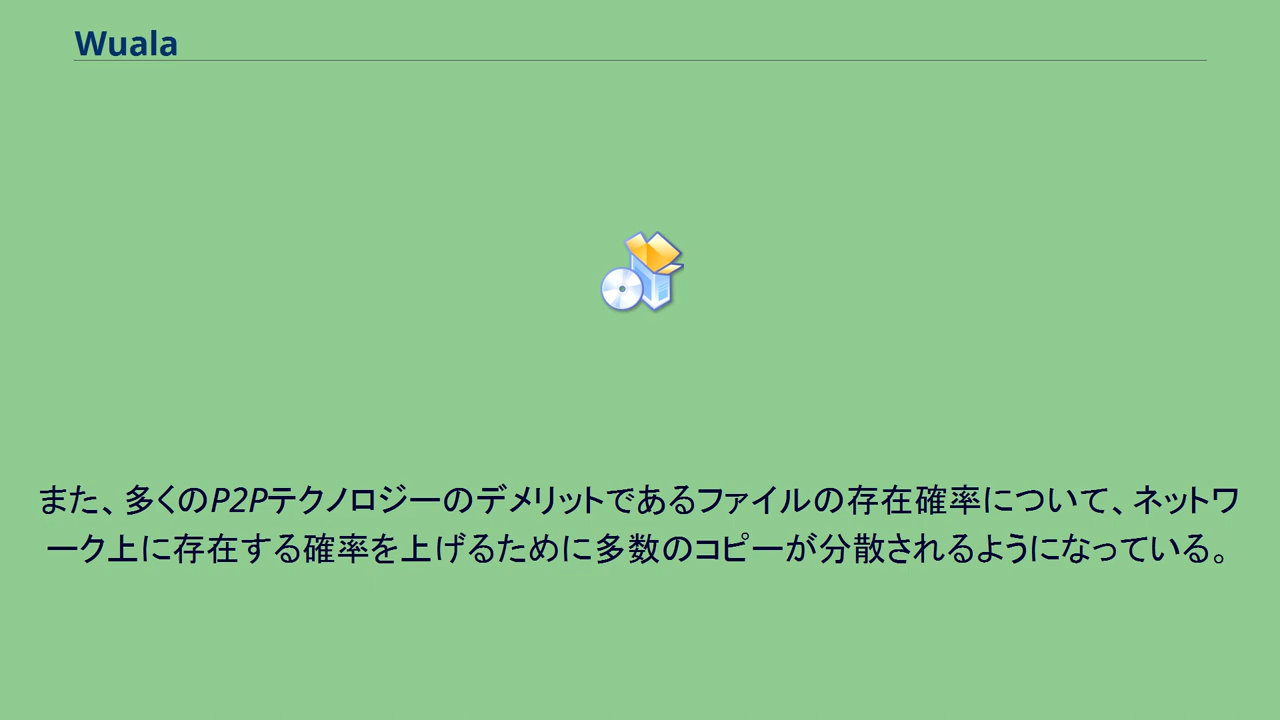 Wuala
また、多くのP2Pテクノロジーのデメリットであるファイルの存在確率について、ネットワ
ーク上に存在する確率を上げるために多数のコピーが分散されるようになっている。